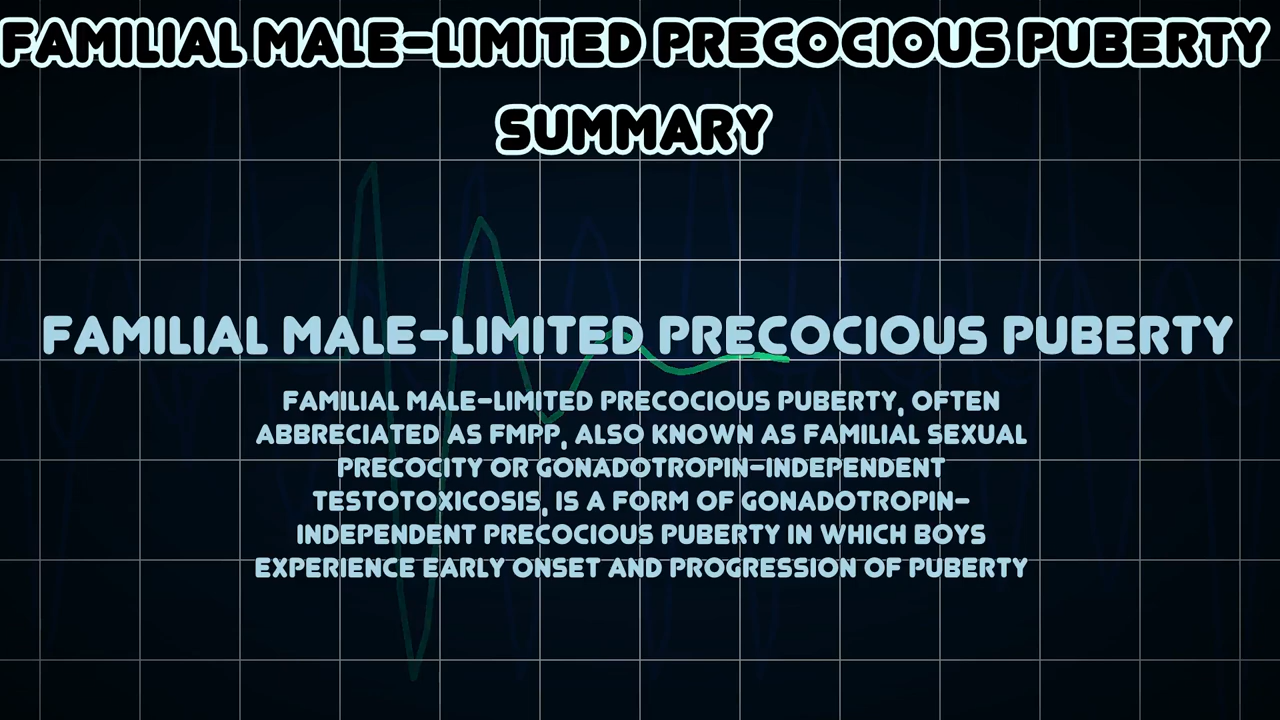 FAMILIAL MALE-LIMITED PRECOCIOUS PUBERTY
SUMMARY
FAMILIAL MALE-LIMITED PRECOCIOUS PUBERTY
FAMILIAL MALE-LIMITED PRECOCIOUS PUBERTY, OFTEN
ABBRECIATED AS FMPP, ALSO KNOWN AS FAMILIAL SEXUAL
PRECOCITY OR GONADOTROPIN-INDEPENDENT
TESTOTOXICOSIS, IS A FORM OF GONADOTROPIN-
INDEPENDENT PRECOCIOUS PUBERTY IN WHICH BOYS
EXPERIENCE EARLY ONSET AND PROGRESSION OF PUBERTY